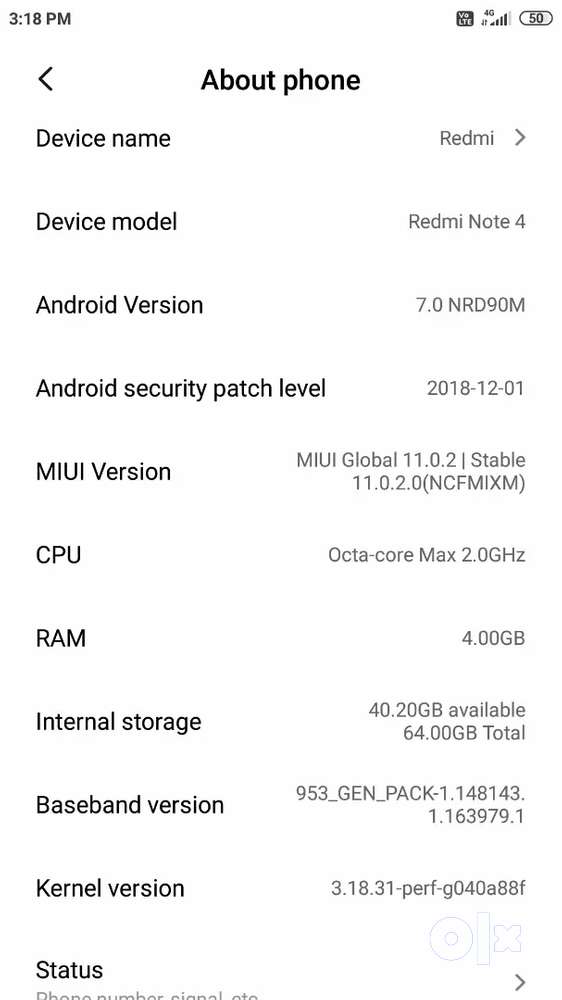 3:18 PM Vo LTE 4G 50
About phone
Device name Redmi
Device model Redmi Note 4
Android Version 7.0 NRD90M
Android security patch level 2018-12-01
MIUI Version MIUI Global 11.0.2 | Stable
11.0.2.0(NCFMIXM)
CPU Octa-core Max 2.0GHz
RAM 4.00GB
Internal storage 40.20GB available
64.00GB Total
Baseband version 953_GEN_PACK-1.148143.
1.163979.1
Kernel version 3.18.31-perf-g040a88f
olx
Status
Phone number, signal, etc.